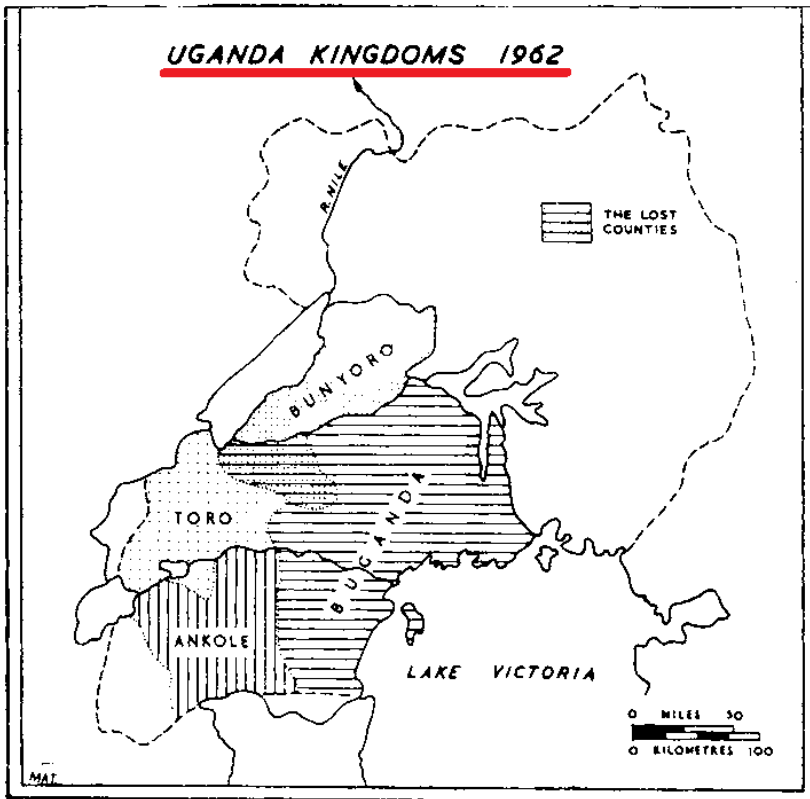 UGANDA KINGDOMS 1962
R. NILE
THE LOST
COUNTIES
BUNYORO
BUGANDA
TORO
ANKOLE
LAKE VICTORIA
0 MILES 50
0 KILOMETRES 100
MAT.